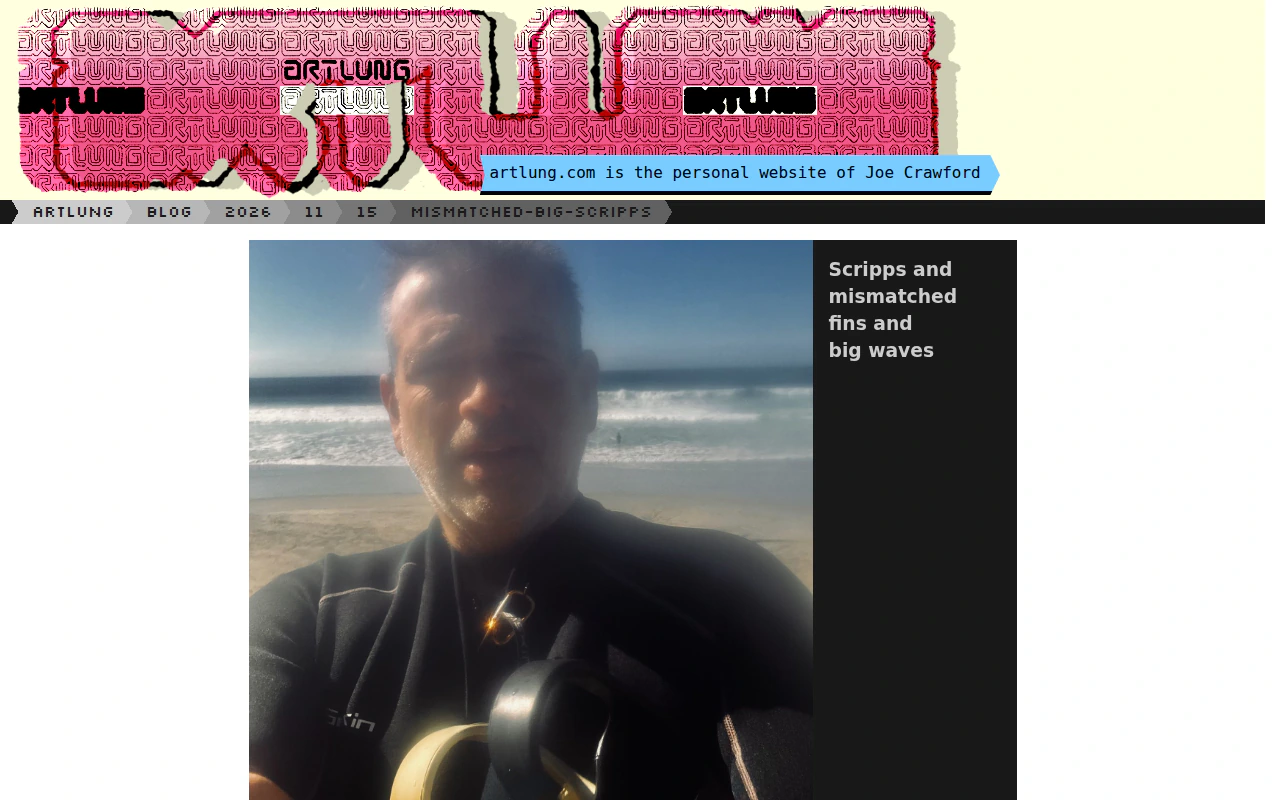 ARTLUNG
ARTLUNG
ARTLUNG
ARTLUNG
artlung.com is the personal website of Joe Crawford
ARTLUNG BLOG 2026 11 15 MISMATCHED-BIG-SCRIPPS
Scripps and
mismatched
fins and
big waves